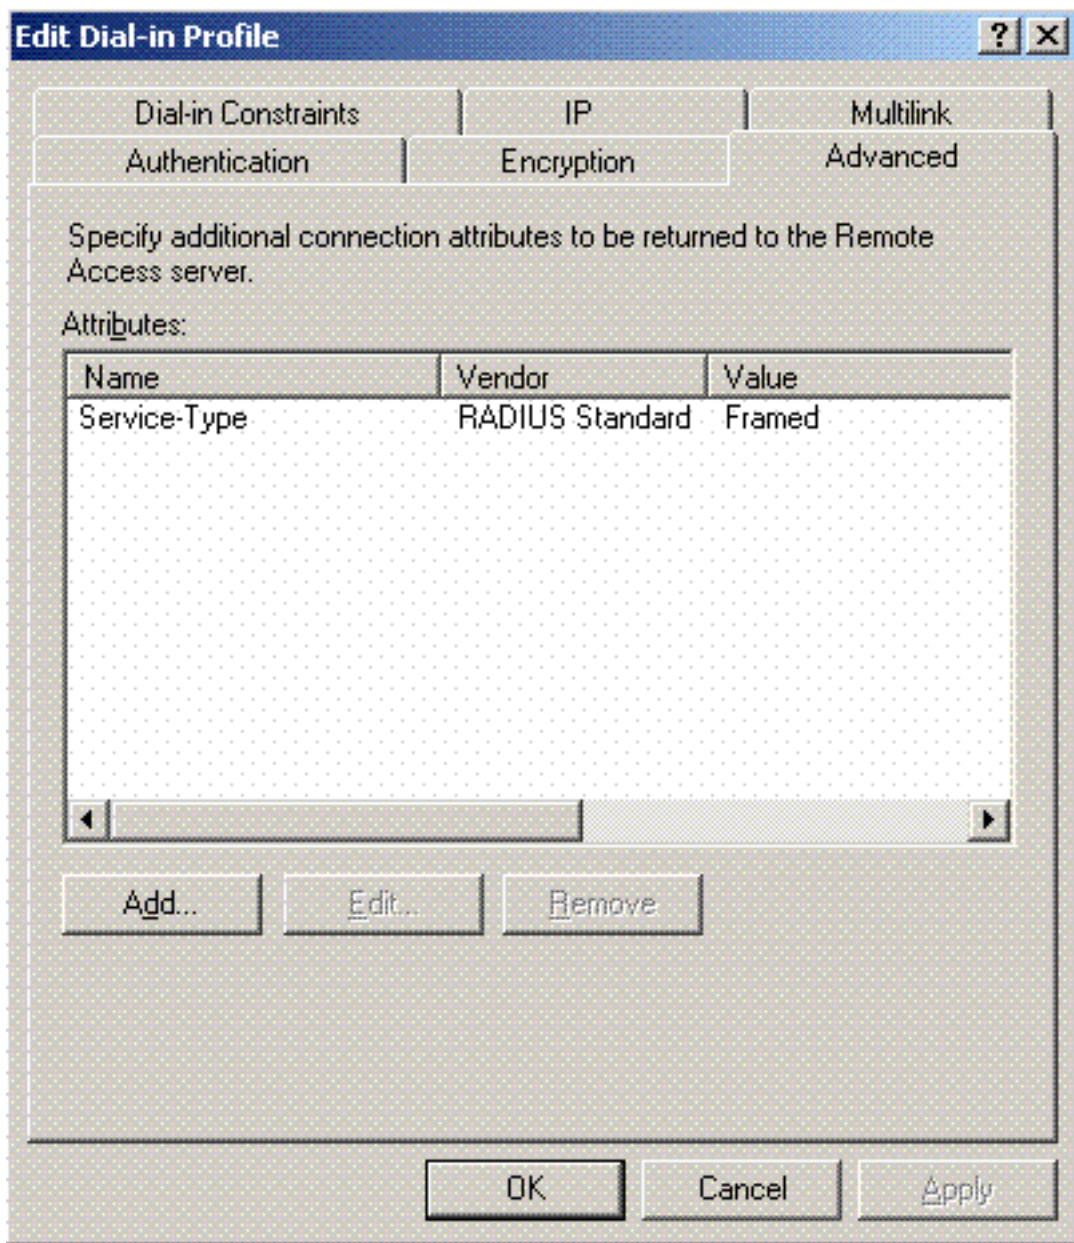 Edit Dial-in Profile
Dial-in Constraints IP Multilink
Authentication Encryption Advanced
Specify additional connection attributes to be returned to the Remote
Access server.
Attributes:
Name Vendor Value
Service-Type RADIUS Standard Framed
Add... Edit... Remove
OK Cancel Apply